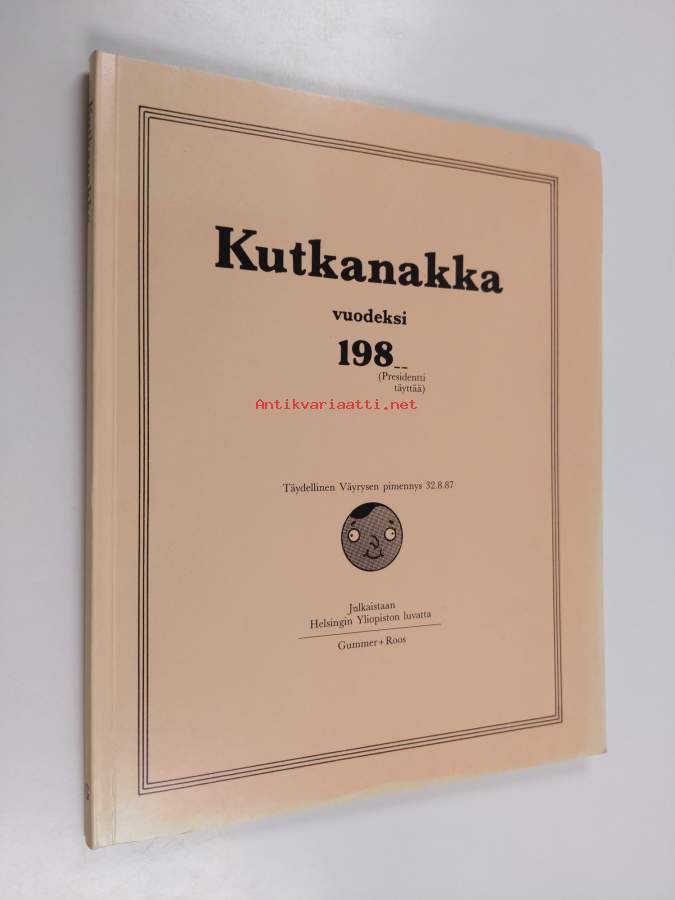 Kutkanakka
vuodeksi
198__
(Presidentti
täyttää)
Antikvariaatti.net
Täydellinen Väyrysen pimennys 32.8.87
Julkaistaan
Helsingin Yliopiston luvatta
Gummer + Roos
Kutkanakka